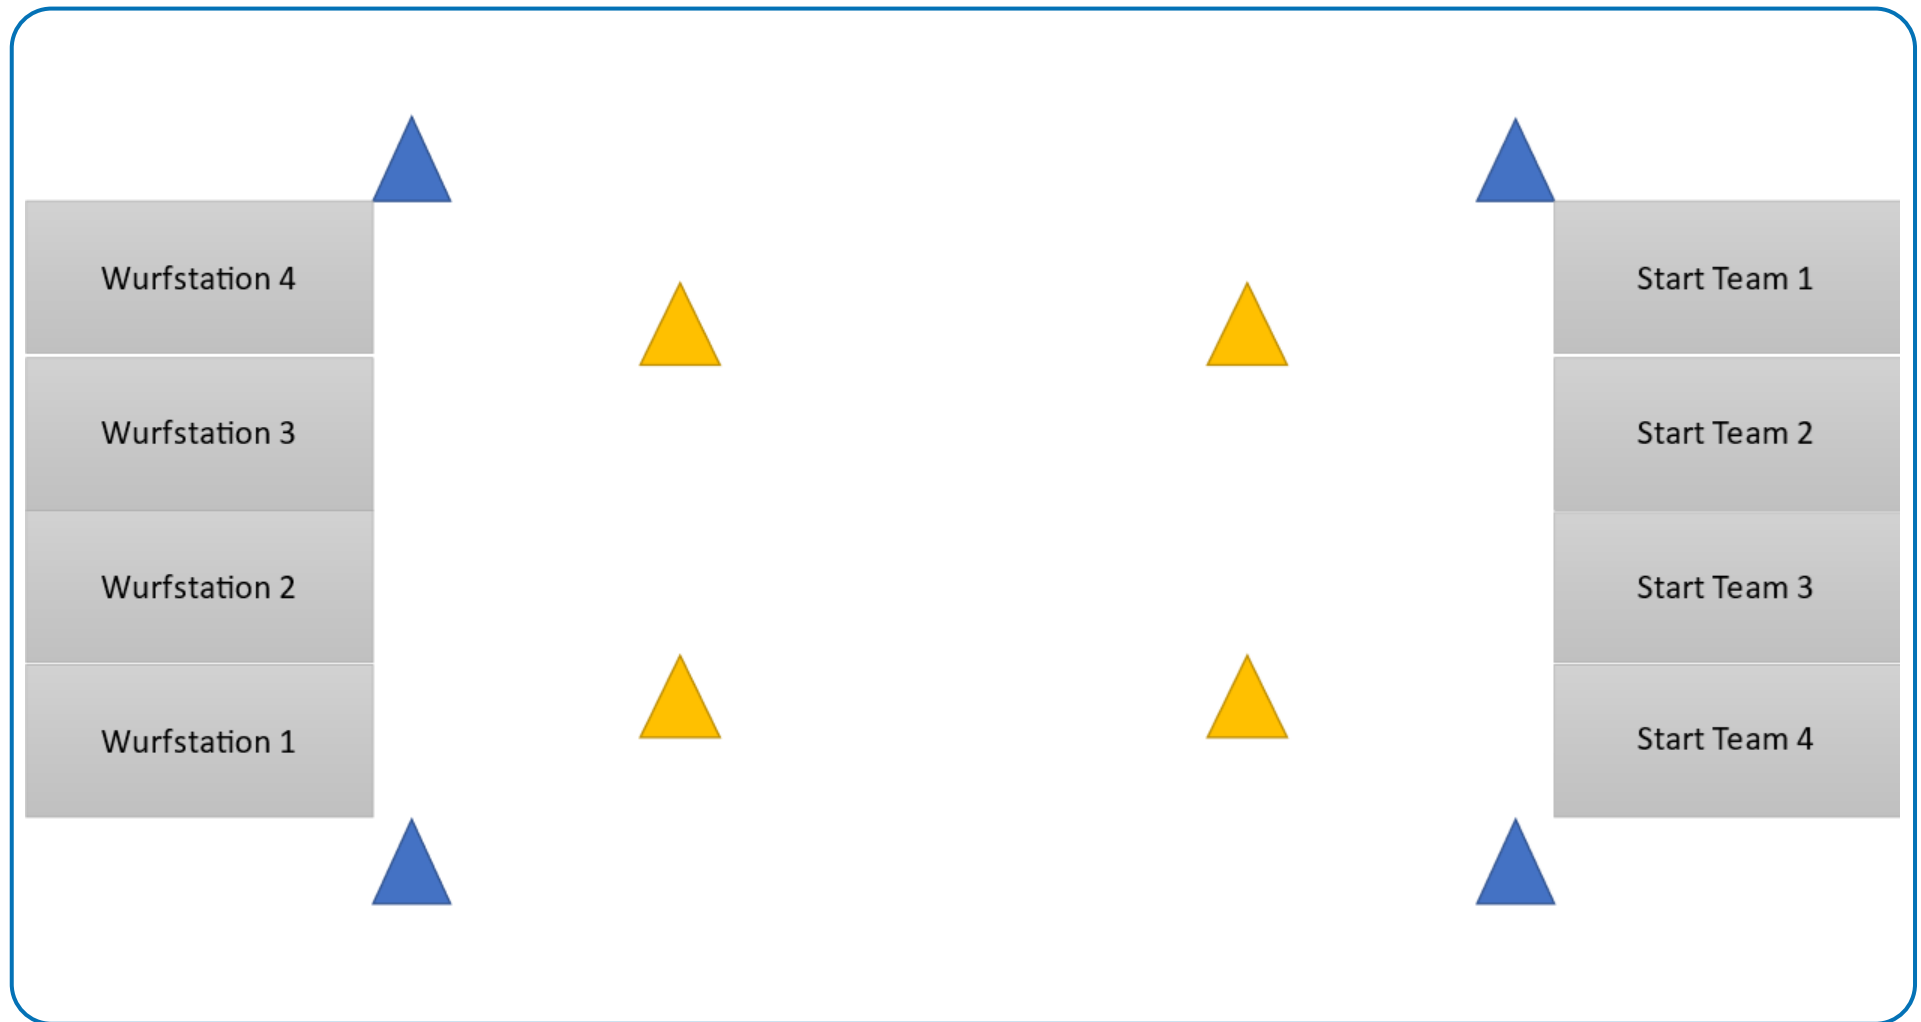 Wurfstation 4
Start Team 1
Wurfstation 3
Start Team 2
Wurfstation 2
Start Team 3
Wurfstation 1
Start Team 4